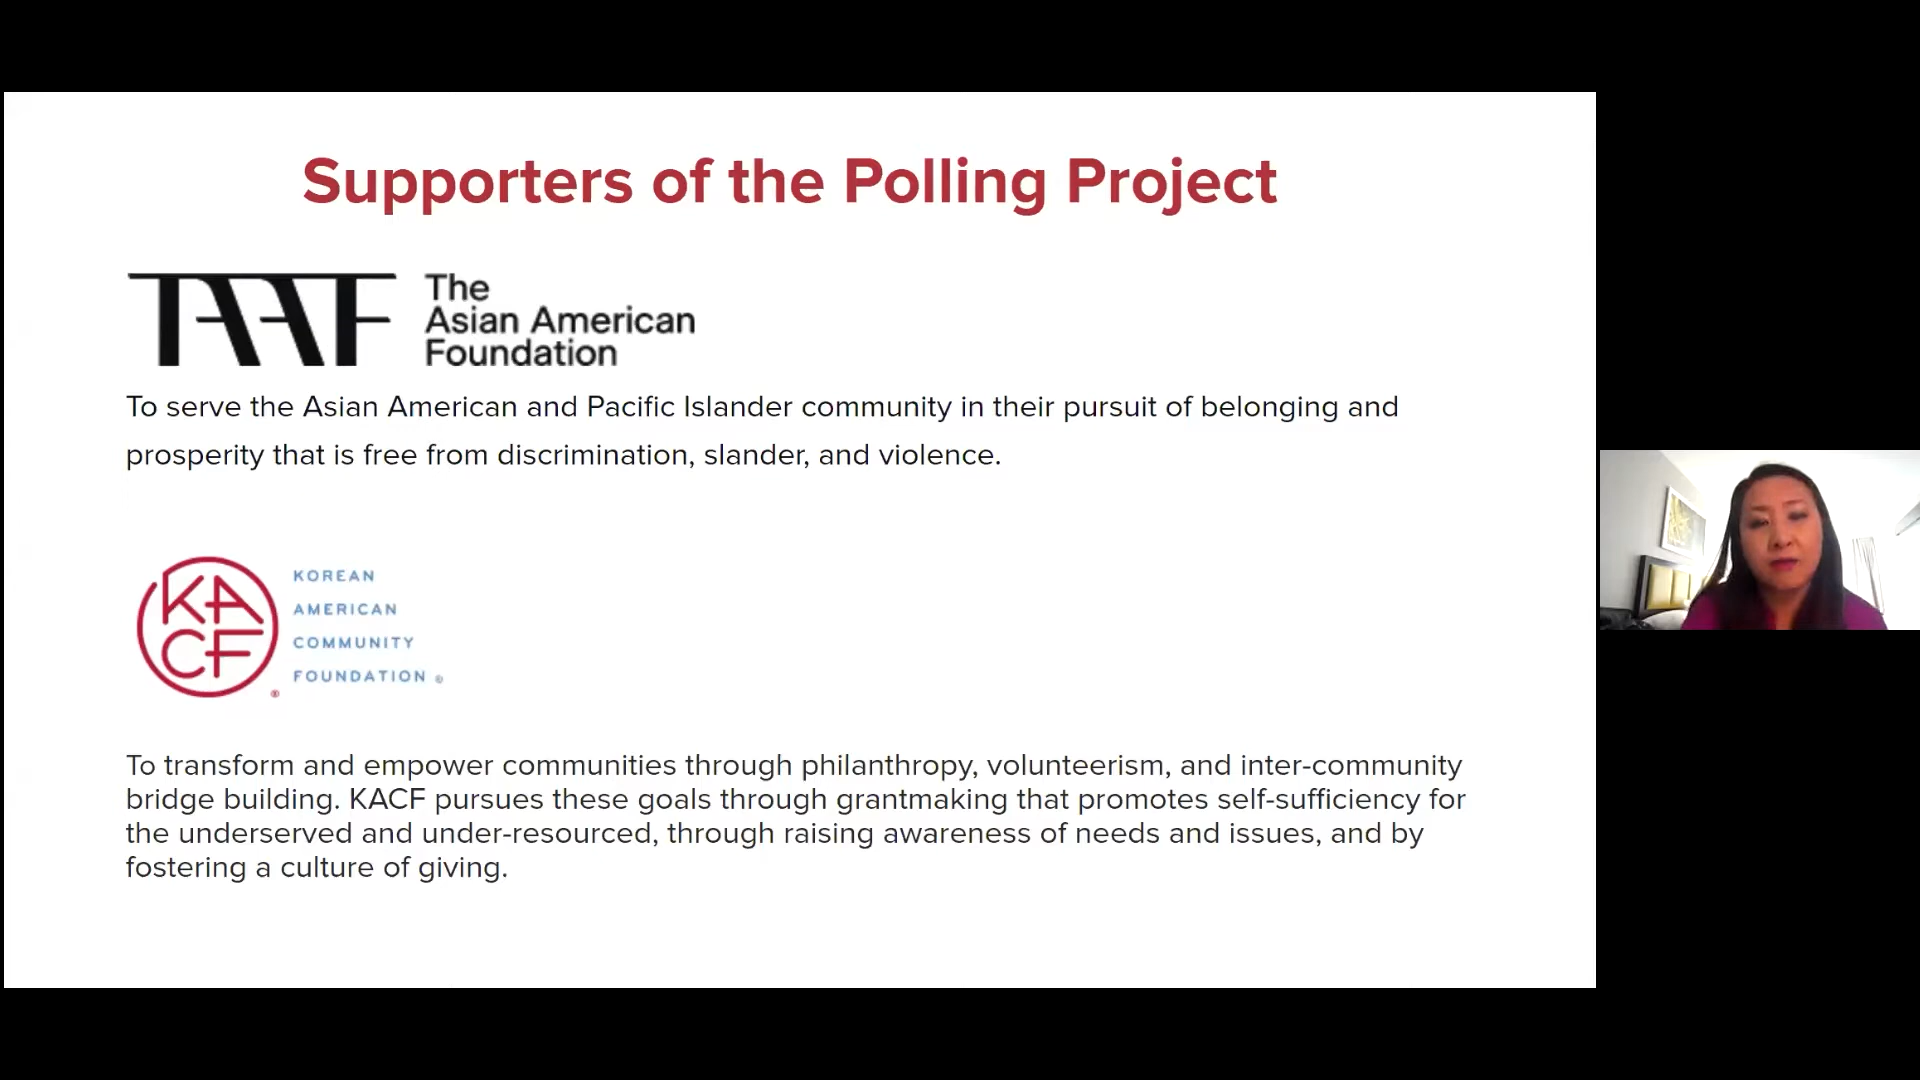 Supporters of the Polling Project
TAAF
The
Asian American
Foundation
To serve the Asian American and Pacific Islander community in their pursuit of belonging and
prosperity that is free from discrimination, slander, and violence.
KA
CF
®
KOREAN
AMERICAN
COMMUNITY
FOUNDATION ®
To transform and empower communities through philanthropy, volunteerism, and inter-community
bridge building. KACF pursues these goals through grantmaking that promotes self-sufficiency for
the underserved and under-resourced, through raising awareness of needs and issues, and by
fostering a culture of giving.